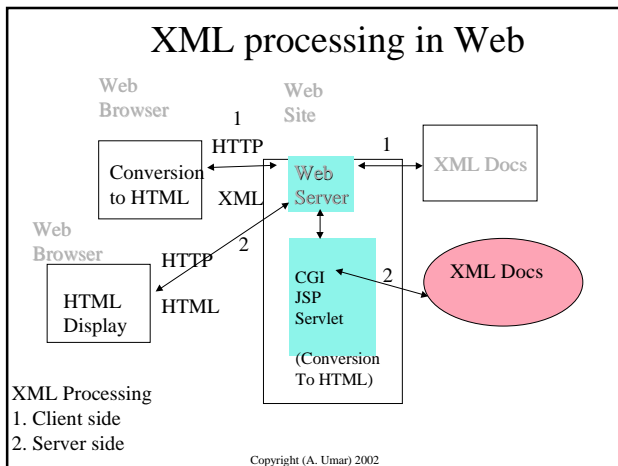 XML processing in Web
Web
Browser
Web
Site
1
HTTP
1
Conversion
to HTML
XML
Web
Server
XML Docs
Web
Browser
2
HTTP
HTML
HTML
Display
CGI
JSP
Servlet
(Conversion
To HTML)
2
XML Docs
XML Processing
1. Client side
2. Server side
Copyright (A. Umar) 2002